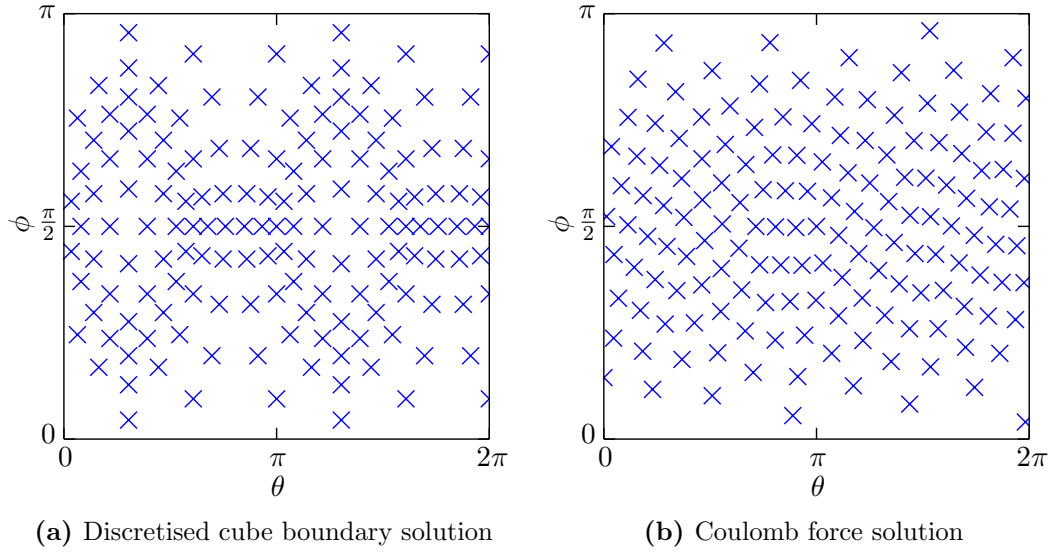 π
π
ϕ π/2
ϕ π/2
0
0
0 π 2π
0 π 2π
θ
θ
(a) Discretised cube boundary solution
(b) Coulomb force solution